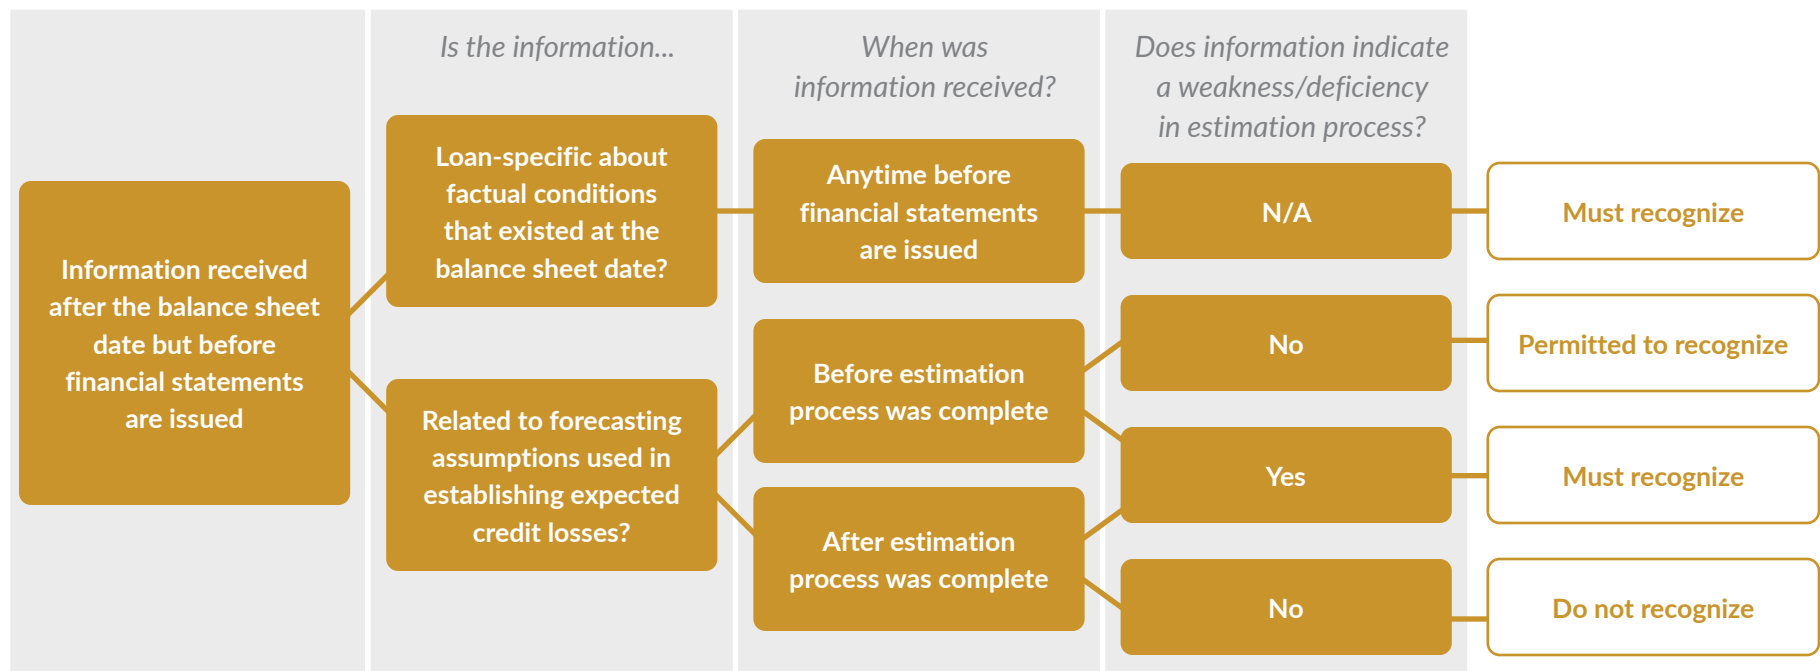 Is the information...
When was
information received?
Does information indicate
a weakness/deficiency
in estimation process?
Information received
after the balance sheet
date but before
financial statements
are issued
Loan-specific about
factual conditions
that existed at the
balance sheet date?
Anytime before
financial statements
are issued
N/A
Must recognize
Related to forecasting
assumptions used in
establishing expected
credit losses?
Before estimation
process was complete
No
Permitted to recognize
Yes
Must recognize
After estimation
process was complete
No
Do not recognize